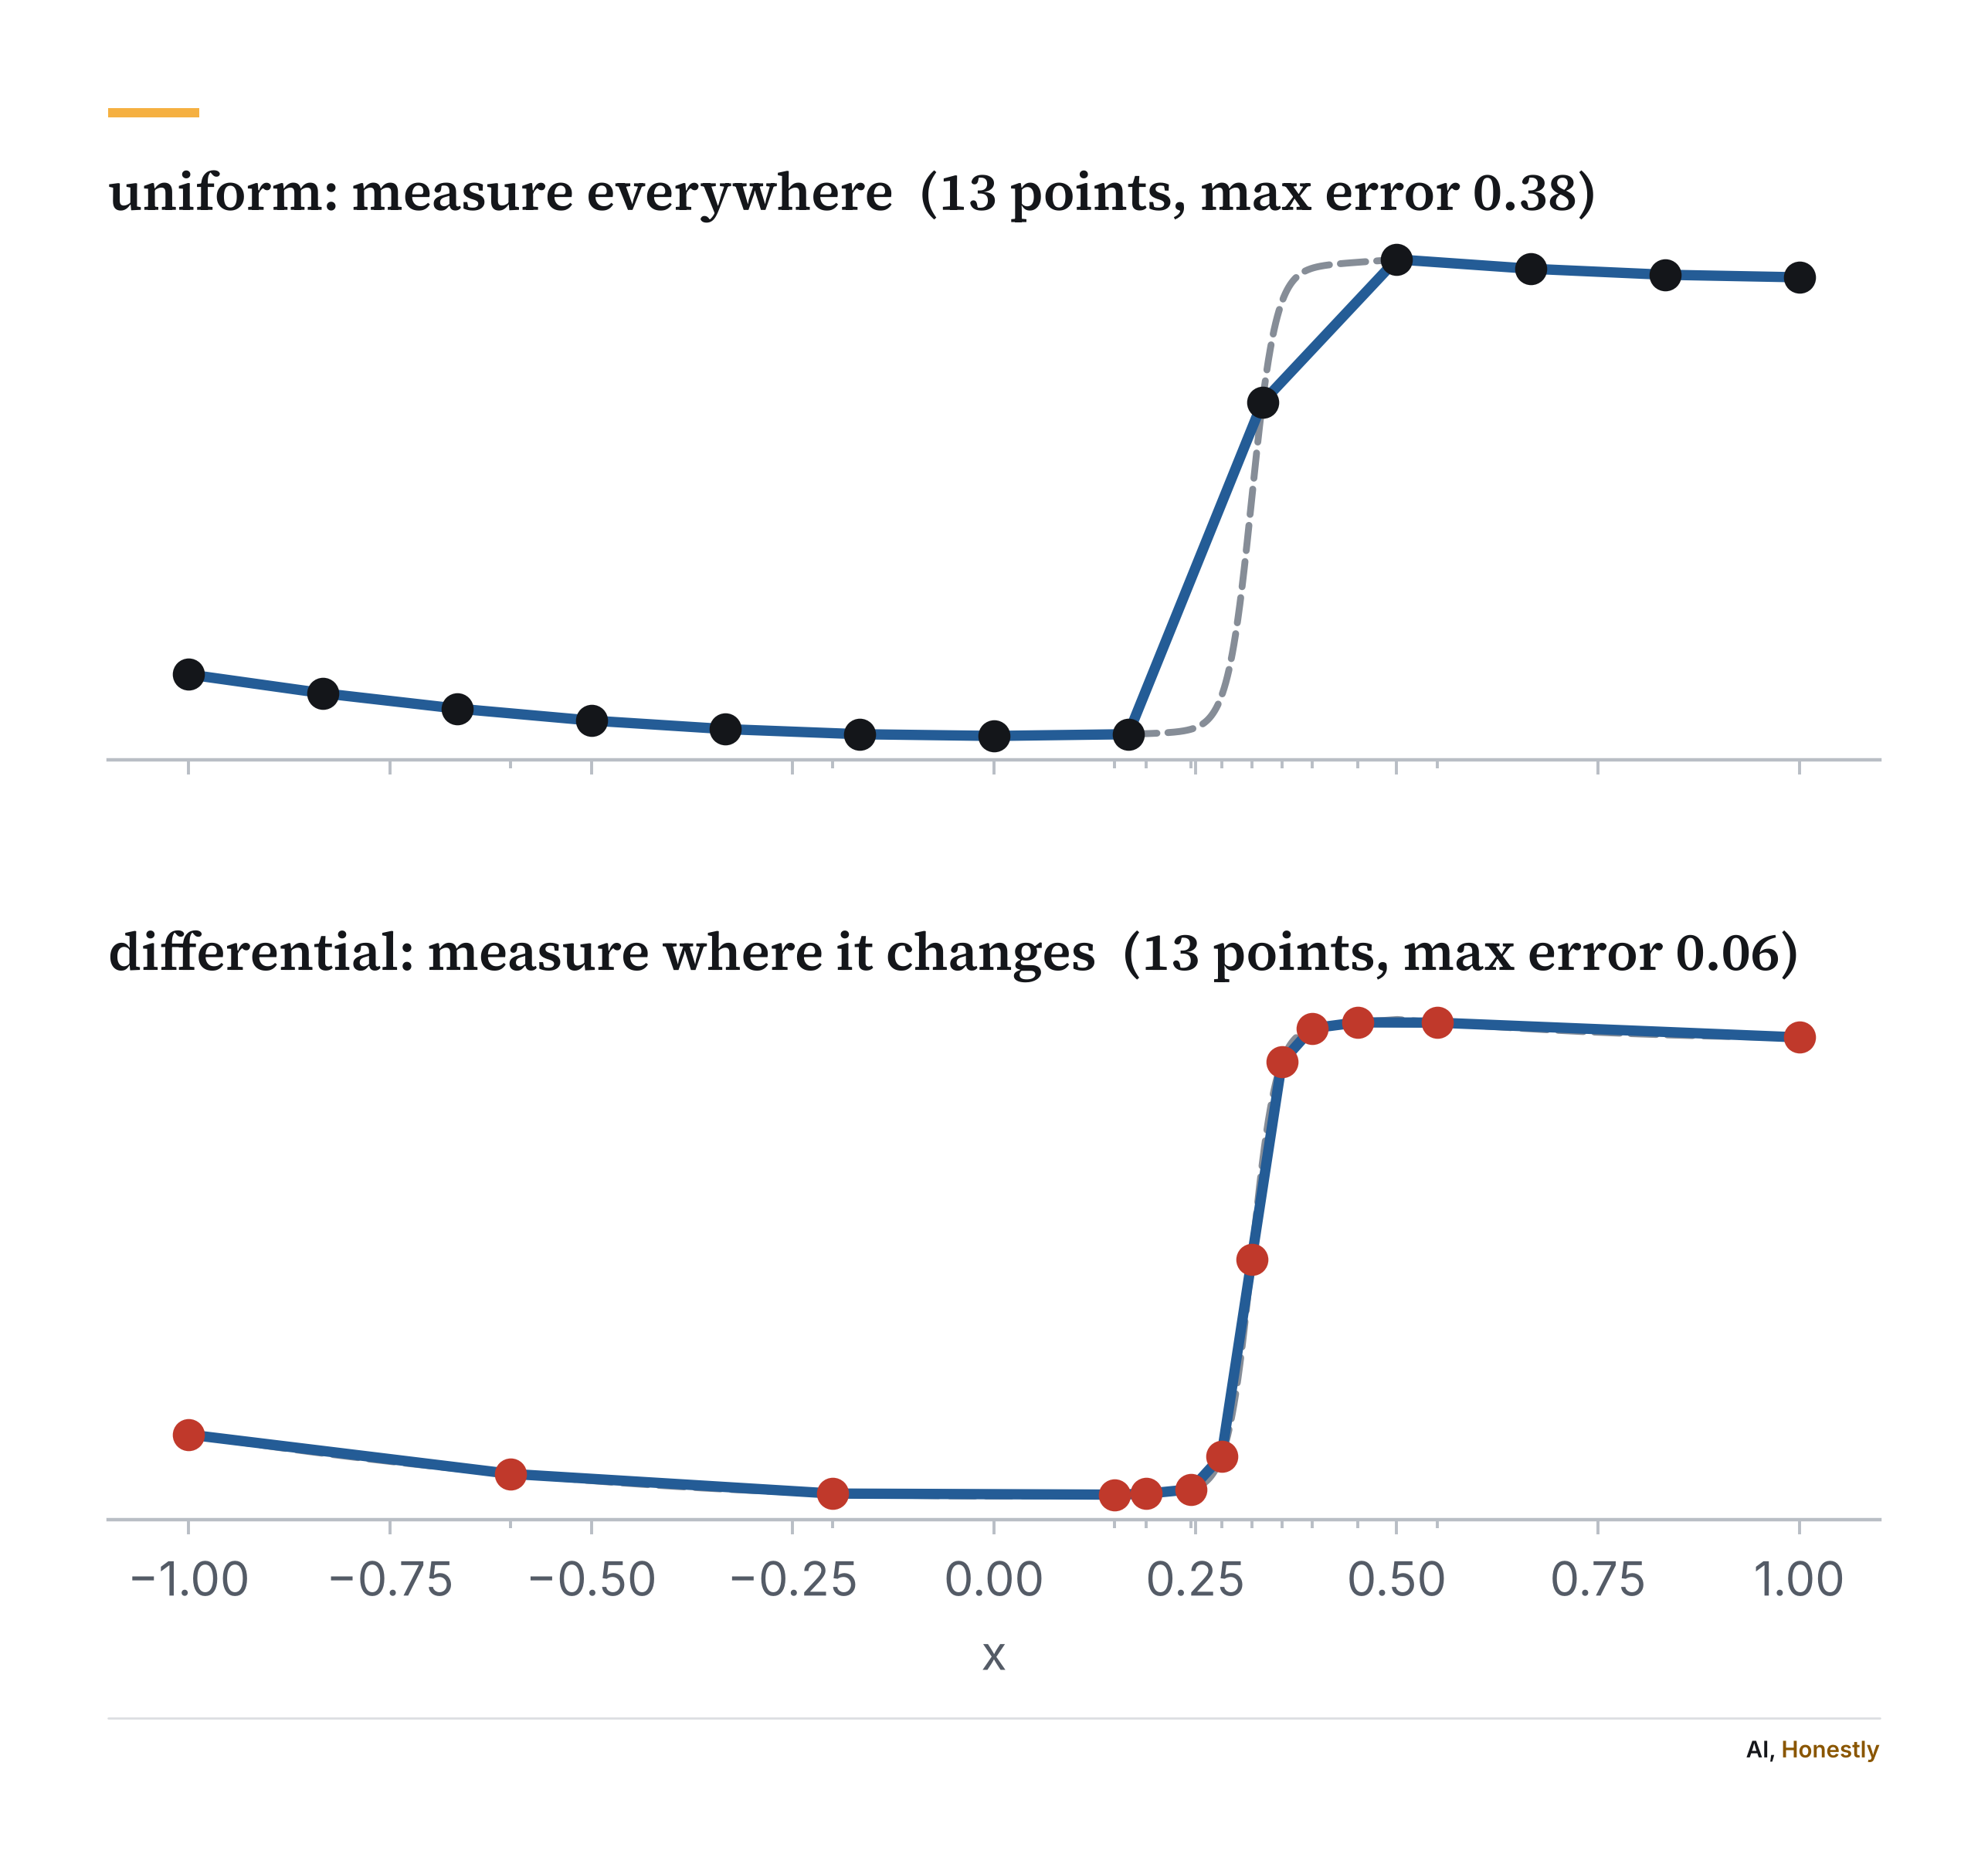 uniform: measure everywhere (13 points, max error 0.38)
differential: measure where it changes (13 points, max error 0.06)
−1.00 −0.75 −0.50 −0.25 0.00 0.25 0.50 0.75 1.00
x
AI, Honestly